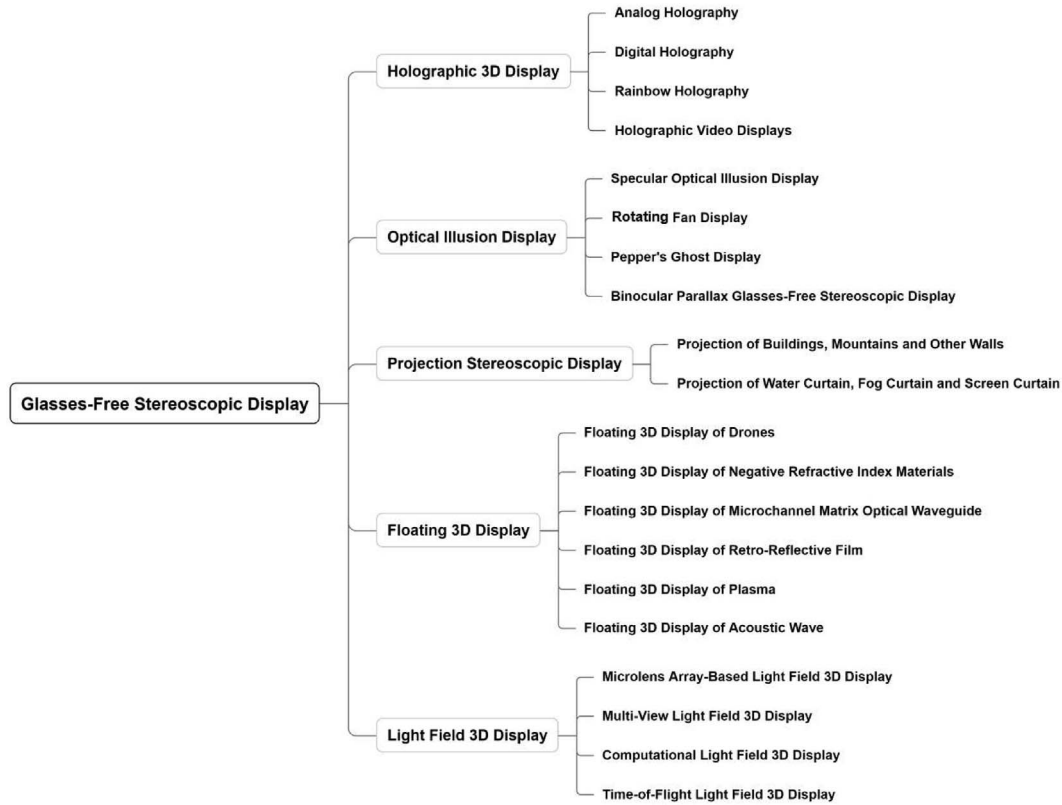 Analog Holography
Digital Holography
Holographic 3D Display
Rainbow Holography
Holographic Video Displays
Specular Optical Illusion Display
Rotating Fan Display
Optical Illusion Display
Pepper's Ghost Display
Binocular Parallax Glasses-Free Stereoscopic Display
Projection of Buildings, Mountains and Other Walls
Projection Stereoscopic Display
Projection of Water Curtain, Fog Curtain and Screen Curtain
Glasses-Free Stereoscopic Display
Floating 3D Display of Drones
Floating 3D Display of Negative Refractive Index Materials
Floating 3D Display of Microchannel Matrix Optical Waveguide
Floating 3D Display
Floating 3D Display of Retro-Reflective Film
Floating 3D Display of Plasma
Floating 3D Display of Acoustic Wave
Microlens Array-Based Light Field 3D Display
Multi-View Light Field 3D Display
Light Field 3D Display
Computational Light Field 3D Display
Time-of-Flight Light Field 3D Display